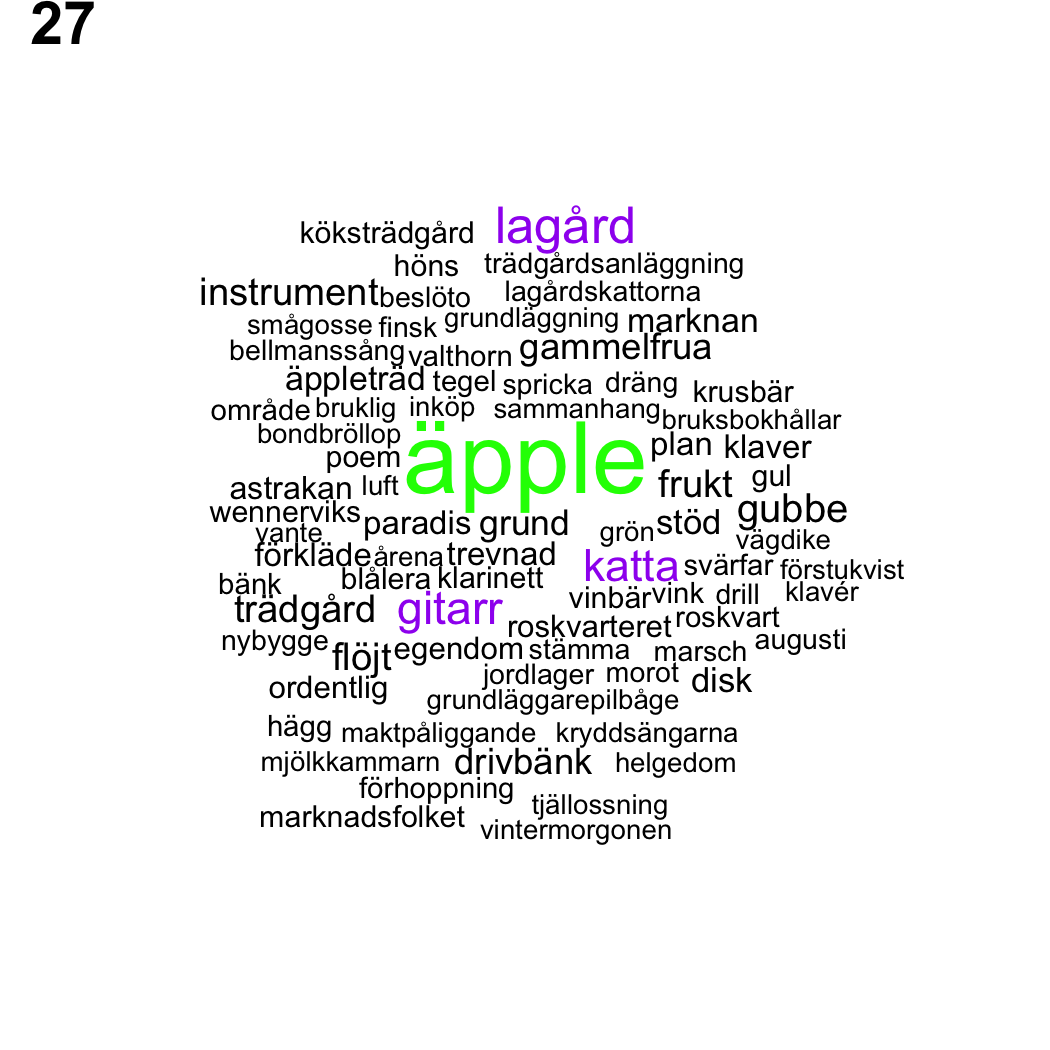 27
köksträdgård lagård
höns trädgårdsanläggning
instrument beslöto lagårdskattorna
smågosse finsk grundläggning marknan
bellmanssång valthorn gammelfrua
äppleträd tegel spricka dräng krusbär
område bruklig inköp sammanhang bruksbokhållar
bondbröllop äpple plan klaver
poem
astrakan luft frukt gul
wennerviks paradis grund grön stöd gubbe
vante vägdike
förkläde årena trevnad katta svärfar förstukvist
bänk blålera klarinett vinbär vink drill klavér
trädgård gitarr roskvarteret roskvart
nybygge flöjt egendom stämma marsch augusti
ordentlig jordlager morot disk
grundläggarepilbåge
hägg maktpåliggande kryddsängarna
mjölkkammarn drivbänk helgedom
förhoppning
marknadsfolket tjällossning
vintermorgonen